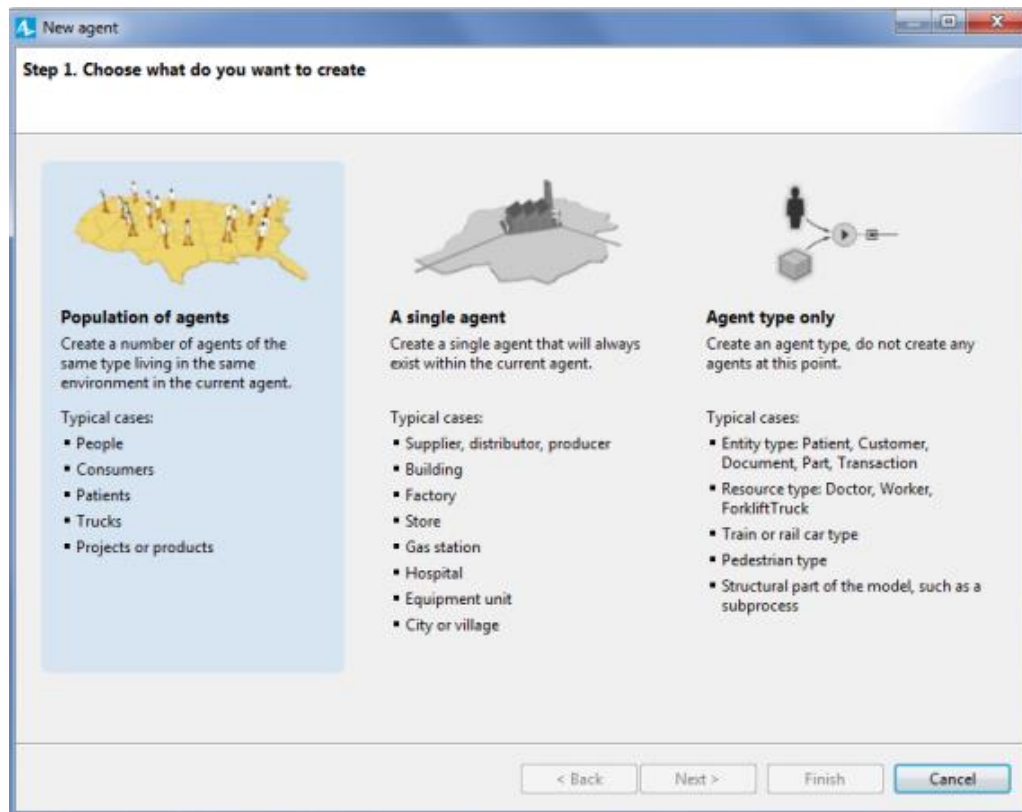 New agent
Step 1. Choose what do you want to create
Population of agents
Create a number of agents of the
same type living in the same
environment in the current agent.
Typical cases:
▪ People
▪ Consumers
▪ Patients
▪ Trucks
▪ Projects or products
A single agent
Create a single agent that will always
exist within the current agent.
Typical cases:
▪ Supplier, distributor, producer
▪ Building
▪ Factory
▪ Store
▪ Gas station
▪ Hospital
▪ Equipment unit
▪ City or village
Agent type only
Create an agent type, do not create any
agents at this point.
Typical cases:
▪ Entity type: Patient, Customer,
Document, Part, Transaction
▪ Resource type: Doctor, Worker,
ForkliftTruck
▪ Train or rail car type
▪ Pedestrian type
▪ Structural part of the model, such as a
subprocess
< Back
Next >
Finish
Cancel